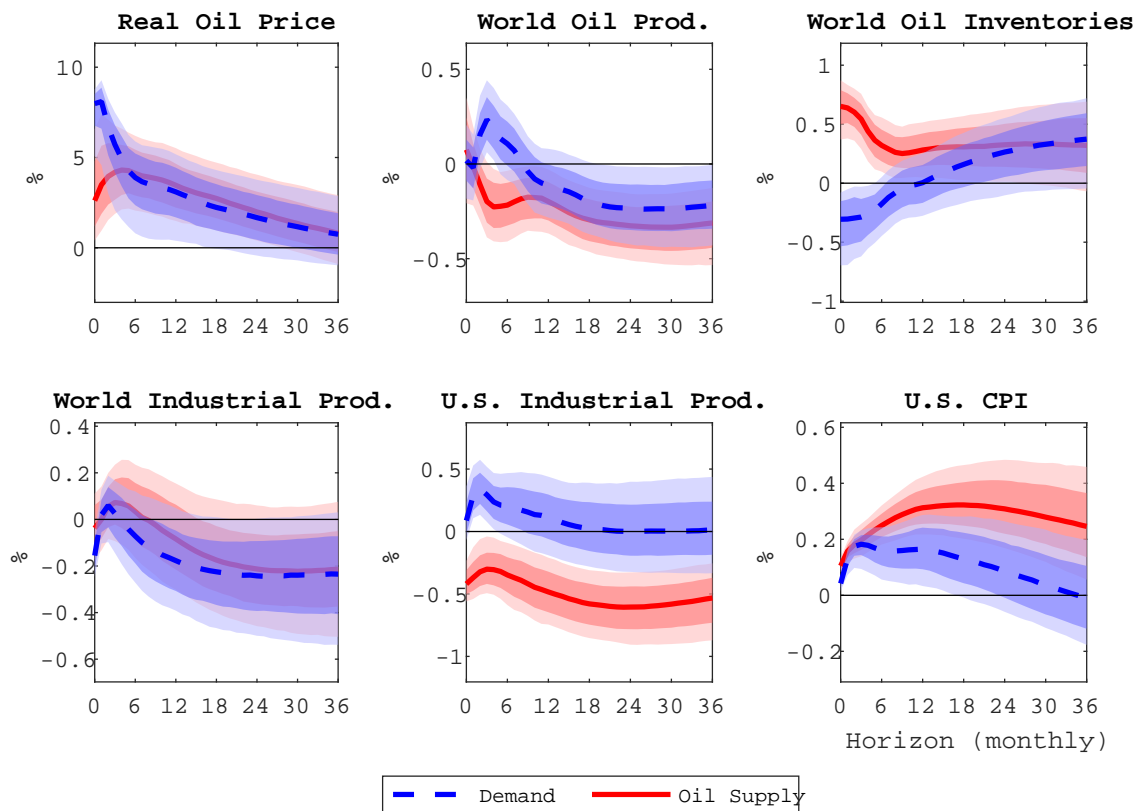 Real Oil Price
World Oil Prod.
World Oil Inventories
10
5
0
%
0 6 12 18 24 30 36
0.5
0
-0.5
%
0 6 12 18 24 30 36
1
0.5
0
-0.5
-1
%
0 6 12 18 24 30 36
World Industrial Prod.
U.S. Industrial Prod.
U.S. CPI
0.4
0.2
0
-0.2
-0.4
-0.6
%
0 6 12 18 24 30 36
0.5
0
-0.5
-1
%
0 6 12 18 24 30 36
0.6
0.4
0.2
0
-0.2
%
0 6 12 18 24 30 36
Horizon (monthly)
Demand
Oil Supply